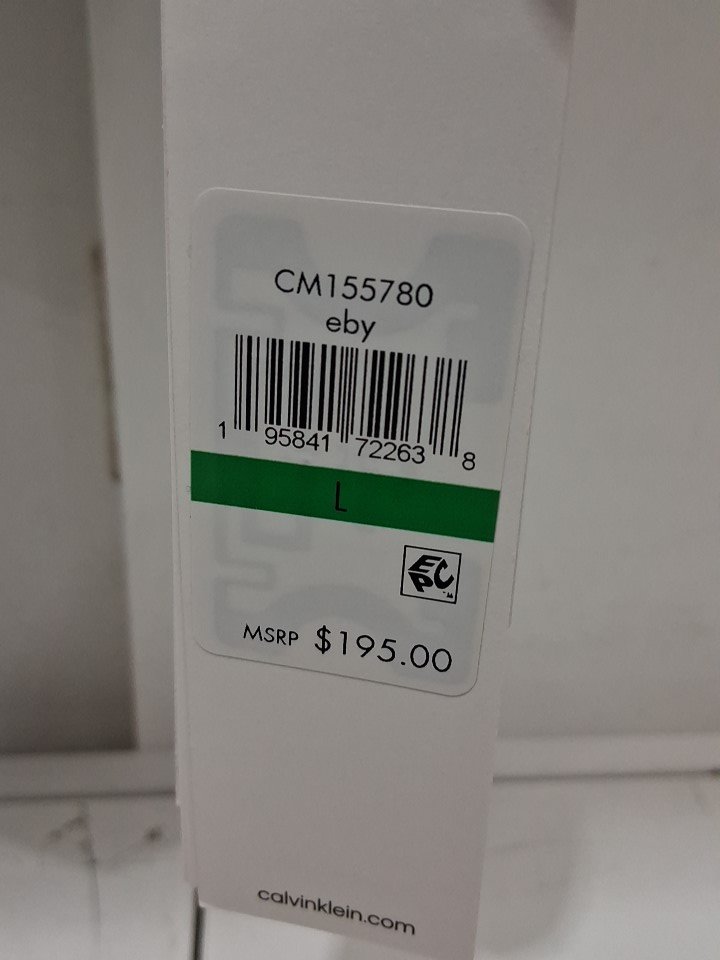 CM155780
eby
1 95841 72263 8
L
EPC
MSRP $195.00
calvinklein.com